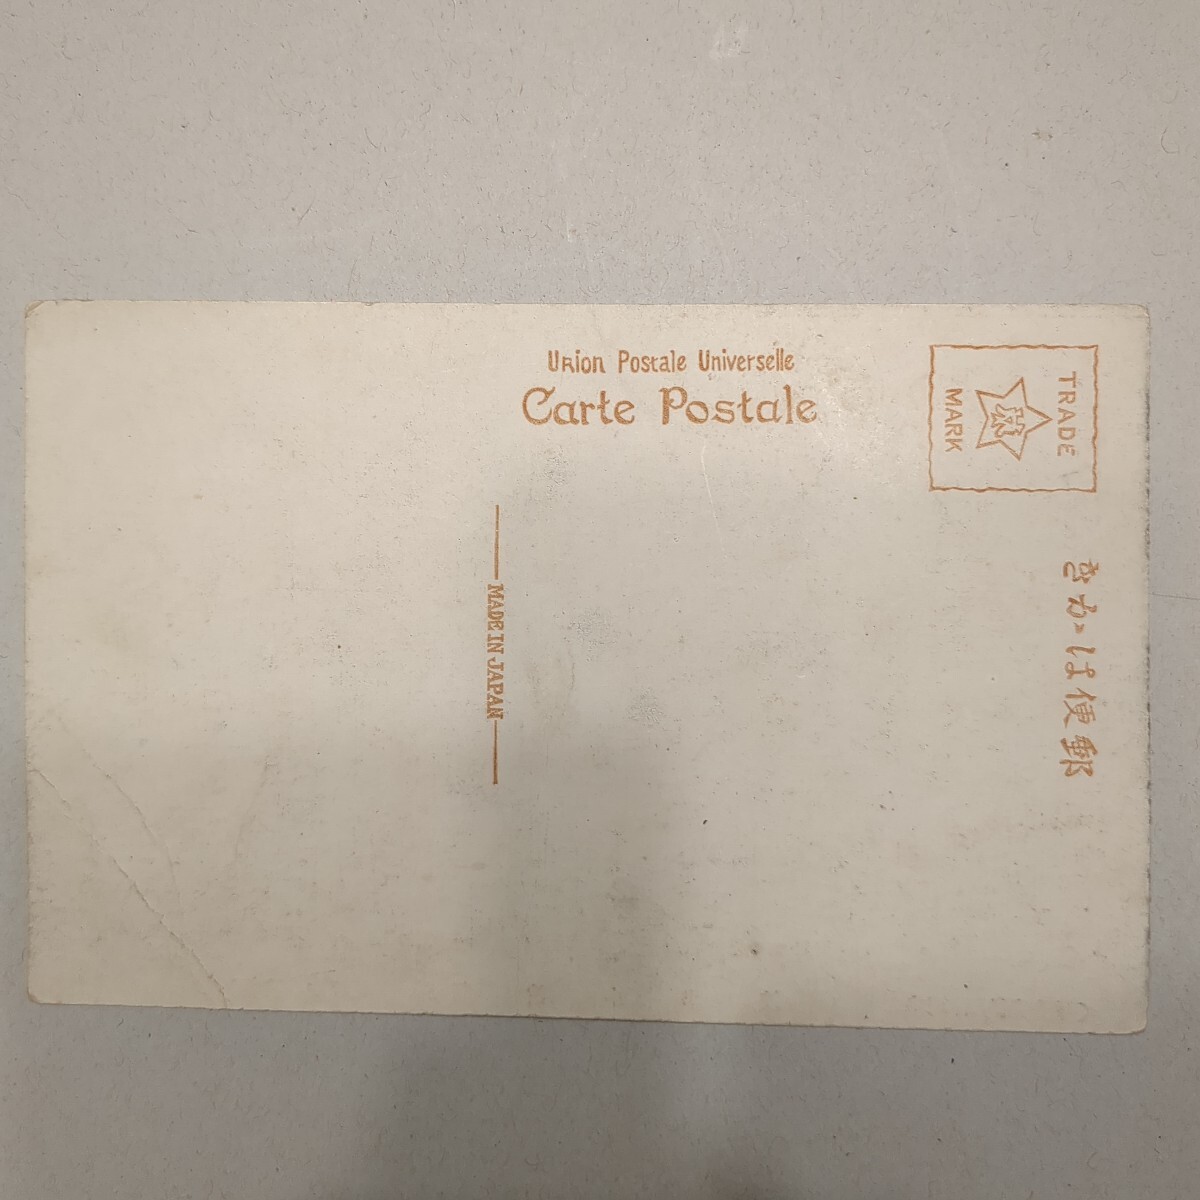 Union Postale Universelle
Carte Postale
TRADE
MARK
郵便はがき
MADE IN JAPAN